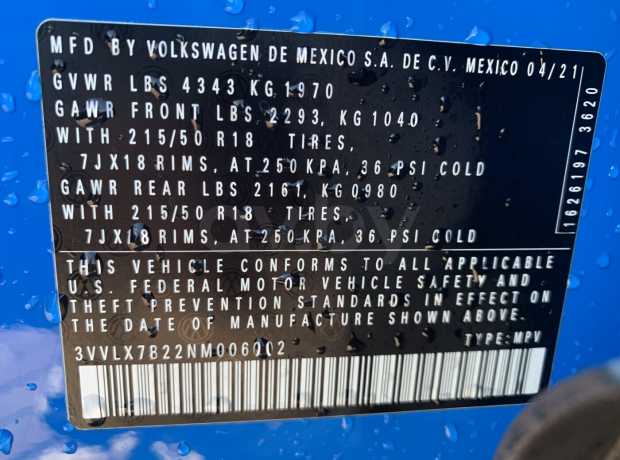 MFD BY VOLKSWAGEN DE MEXICO S.A. DE C.V. MEXICO 04/21
GVWR LBS 4343 KG 1970
GAWR FRONT LBS. 2293, KG 1040
WITH 215/50 R18 TIRES,
7JX18 RIMS, AT 250 KPA, 36 PSI COLD
GAWR REAR LBS 2161, KG 0980
WITH 215/50 R18 TIRES,
7JX18 RIMS, AT 250 KPA, 36 PSI COLD
THIS VEHICLE CONFORMS TO ALL APPLICABLE
U.S. FEDERAL MOTOR VEHICLE SAFETY AND
THEFT PREVENTION STANDARDS IN EFFECT ON
THE DATE OF MANUFACTURE SHOWN ABOVE.
3VVLX7B22NM006002 TYPE: MPV
1626197 3620